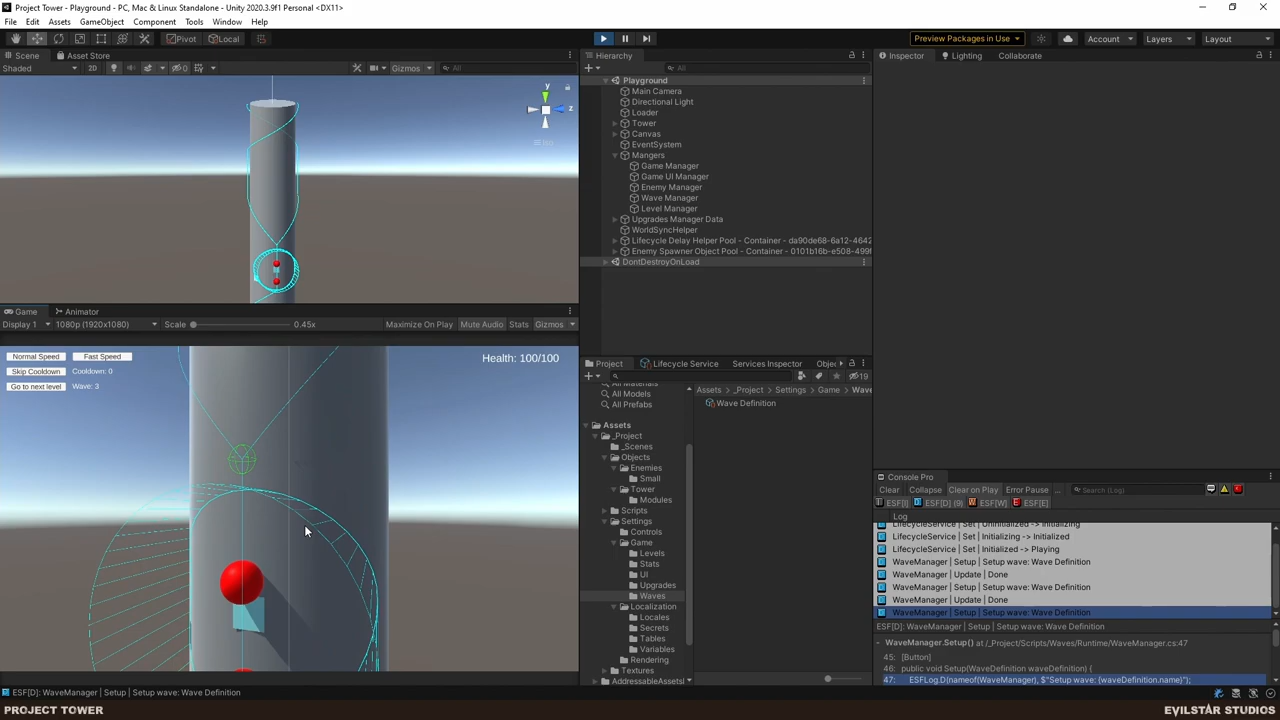 Project Tower - Playground - PC, Mac & Linux Standalone - Unity 2020.3.9f1 Personal <DX11>
File Edit Assets GameObject Component Tools Window Help
Pivot Local
Preview Packages in Use Account Layers Layout
Scene Asset Store
Shaded 2D 0 Gizmos All
y
z
Iso
Hierarchy
All
Playground
Main Camera
Directional Light
Loader
Tower
Canvas
EventSystem
Mangers
Game Manager
Game UI Manager
Enemy Manager
Wave Manager
Level Manager
Upgrades Manager Data
WorldSyncHelper
Lifecycle Delay Helper Pool - Container - da90de68-6a12-4642
Enemy Spawner Object Pool - Container - 0101b16b-e508-499f
DontDestroyOnLoad
Inspector Lighting Collaborate
Game Animator
Display 1 1080p (1920x1080) Scale 0.45x Maximize On Play Mute Audio Stats Gizmos
Normal Speed Fast Speed
Skip Cooldown Cooldown: 0
Go to next level Wave: 3
Health: 100/100
Project Lifecycle Service Services Inspector Objec
19
All Materials
All Models
All Prefabs
Assets
_Project
_Scenes
Objects
Enemies
Small
Tower
Modules
Scripts
Settings
Controls
Game
Levels
Stats
UI
Upgrades
Waves
Localization
Locales
Secrets
Tables
Variables
Rendering
Textures
AddressableAssetsI
Assets _Project Settings Game Wave
Wave Definition
Console Pro
Clear Collapse Clear on Play Error Pause ... (Log)
ESF[I] ESF[D] (9) ESF[W] ESF[E]
Log
LifecycleService | Set | Uninitialized -> Initializing
LifecycleService | Set | Initializing -> Initialized
LifecycleService | Set | Initialized -> Playing
WaveManager | Setup | Setup wave: Wave Definition
WaveManager | Update | Done
WaveManager | Setup | Setup wave: Wave Definition
WaveManager | Update | Done
WaveManager | Setup | Setup wave: Wave Definition
ESF[D]: WaveManager | Setup | Setup wave: Wave Definition
WaveManager.Setup() at /_Project/Scripts/Waves/Runtime/WaveManager.cs:47
45: [Button]
46: public void Setup(WaveDefinition waveDefinition) {
47: ESFLog.D(nameof(WaveManager), $"Setup wave: {waveDefinition.name}");
ESF[D]: WaveManager | Setup | Setup wave: Wave Definition
PROJECT TOWER
EVILSTAR STUDIOS